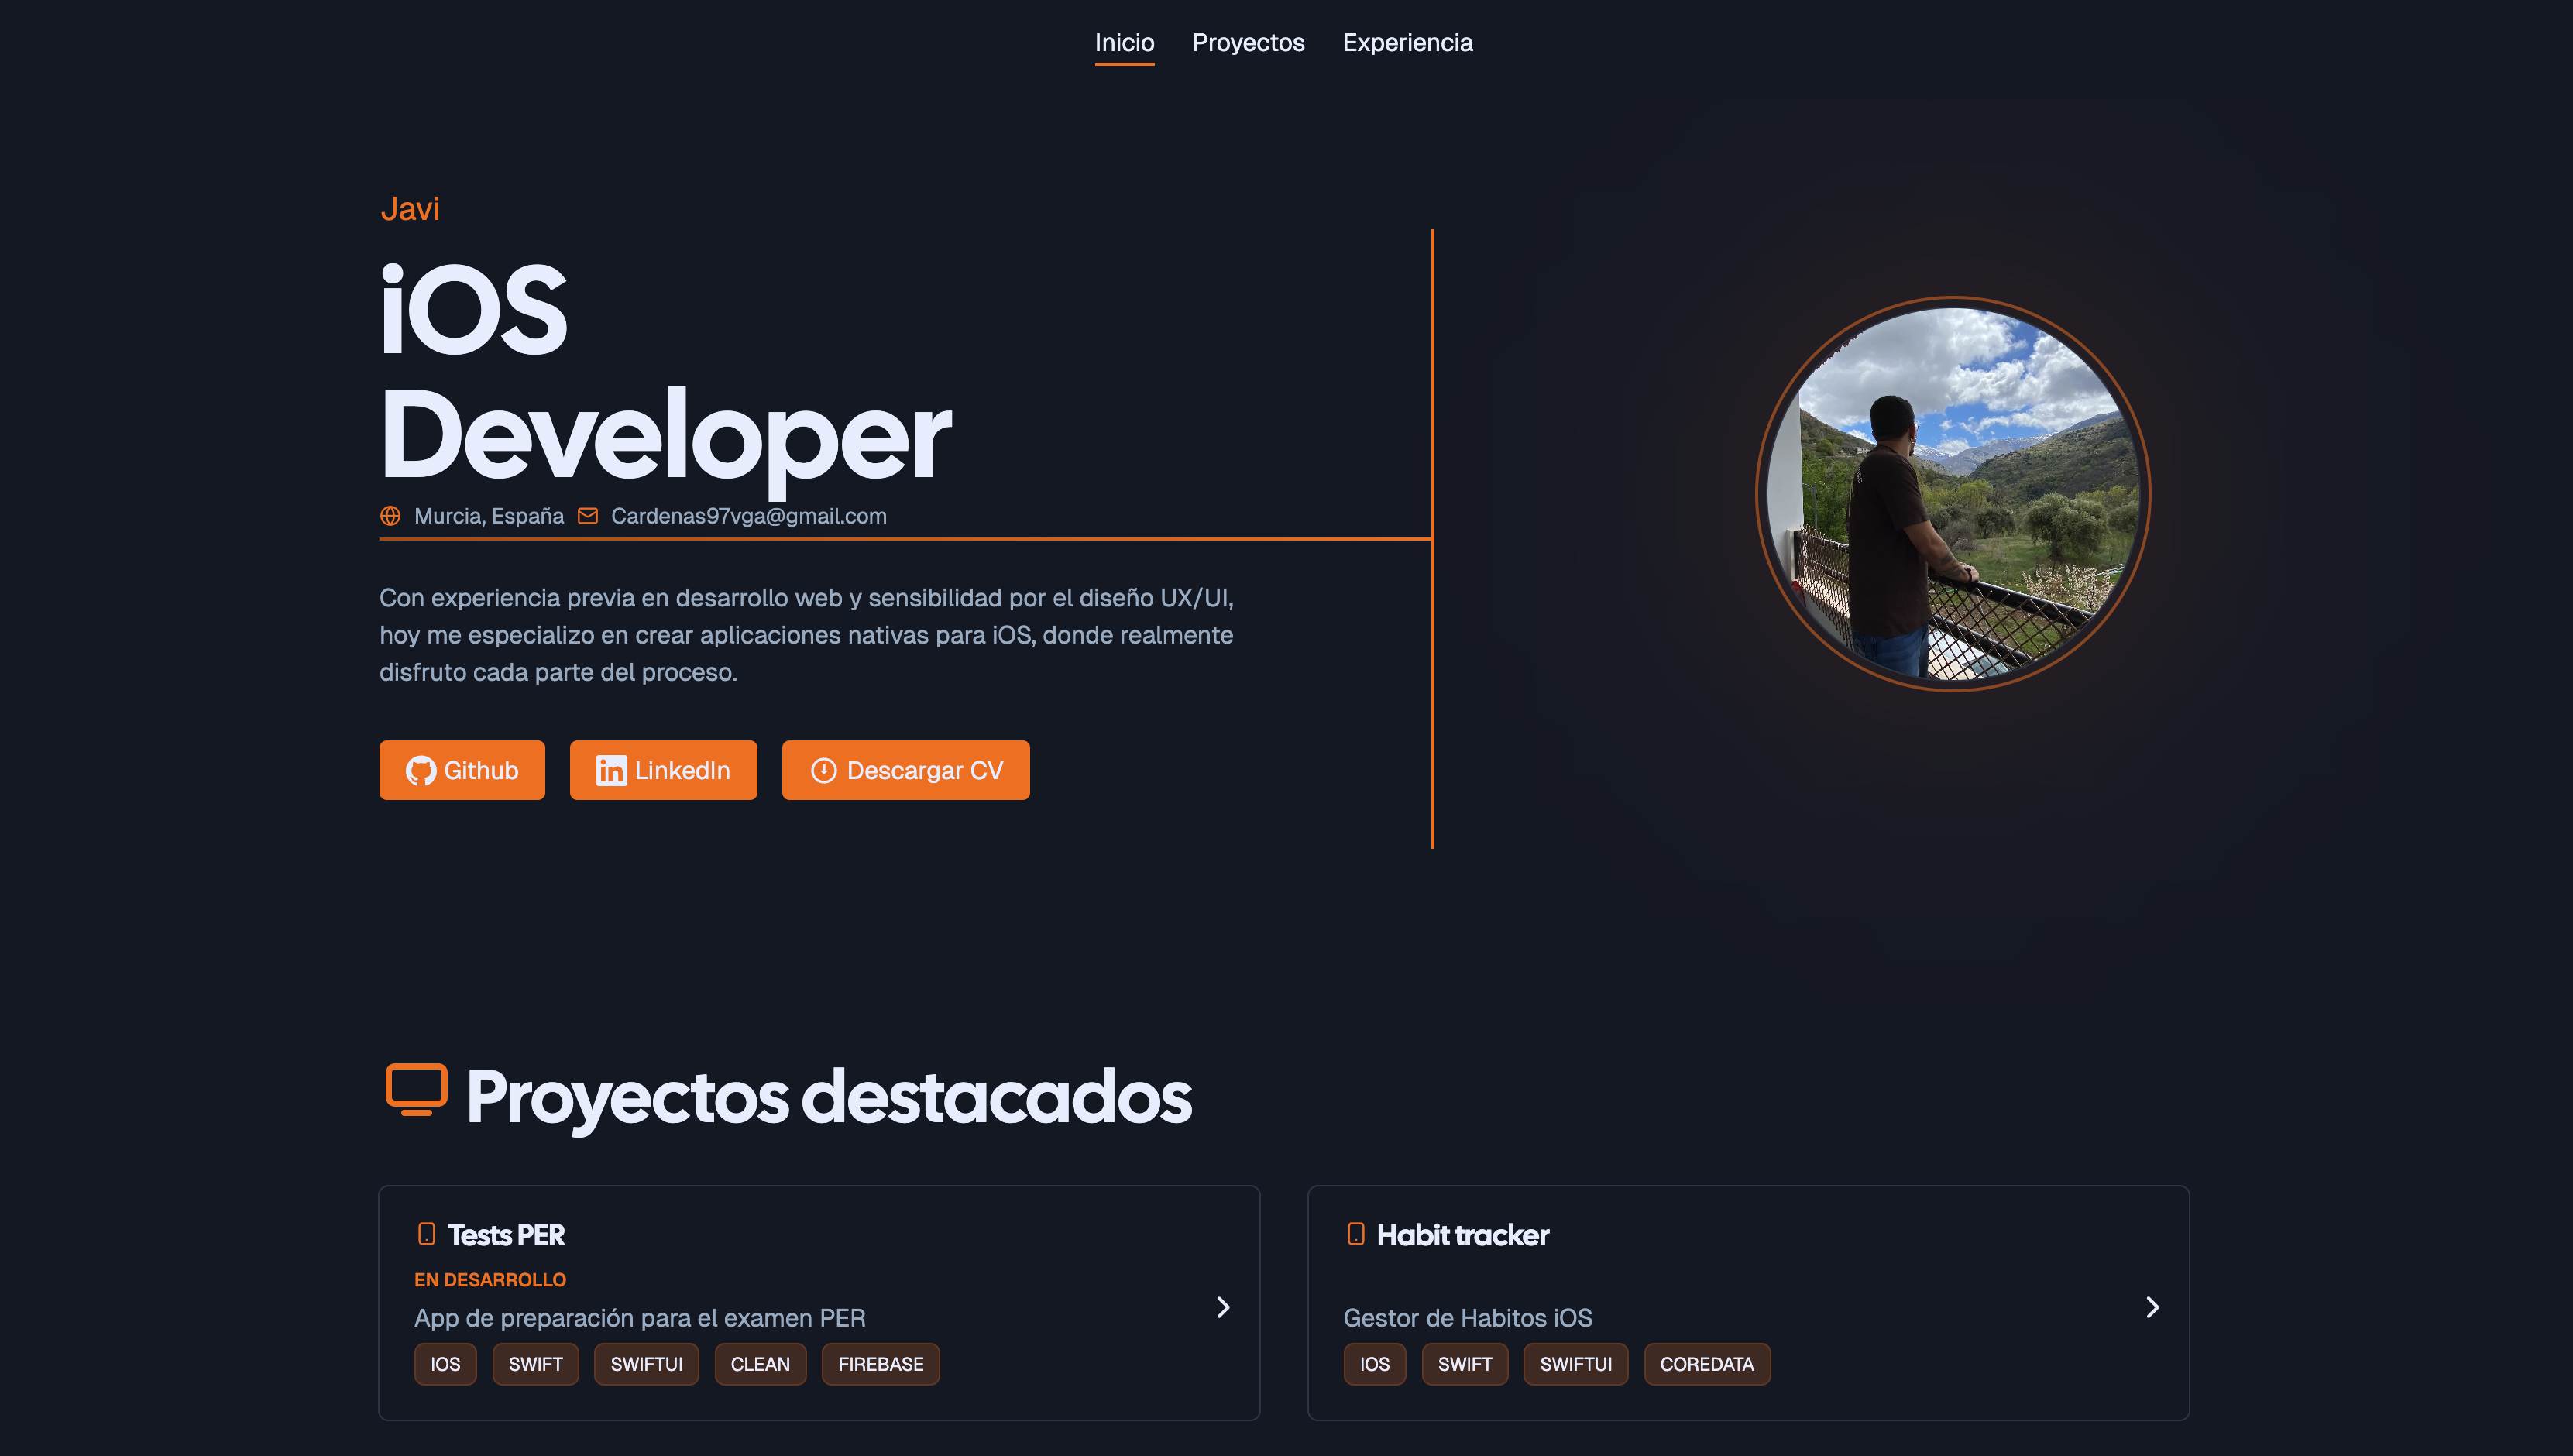 Inicio Proyectos Experiencia
Javi
iOS
Developer
Murcia, España Cardenas97vga@gmail.com
Con experiencia previa en desarrollo web y sensibilidad por el diseño UX/UI,
hoy me especializo en crear aplicaciones nativas para iOS, donde realmente
disfruto cada parte del proceso.
Github LinkedIn Descargar CV
Proyectos destacados
Tests PER
EN DESARROLLO
App de preparación para el examen PER
IOS SWIFT SWIFTUI CLEAN FIREBASE
Habit tracker
Gestor de Habitos iOS
IOS SWIFT SWIFTUI COREDATA